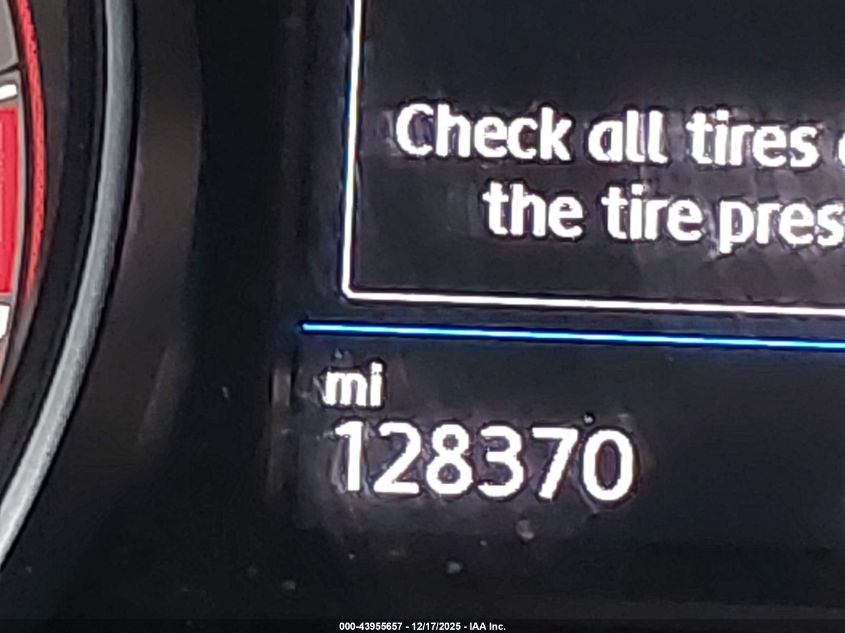 Check all tires
the tire pres
mi
128370
000-43955657 - 12/17/2025 - IAA Inc.